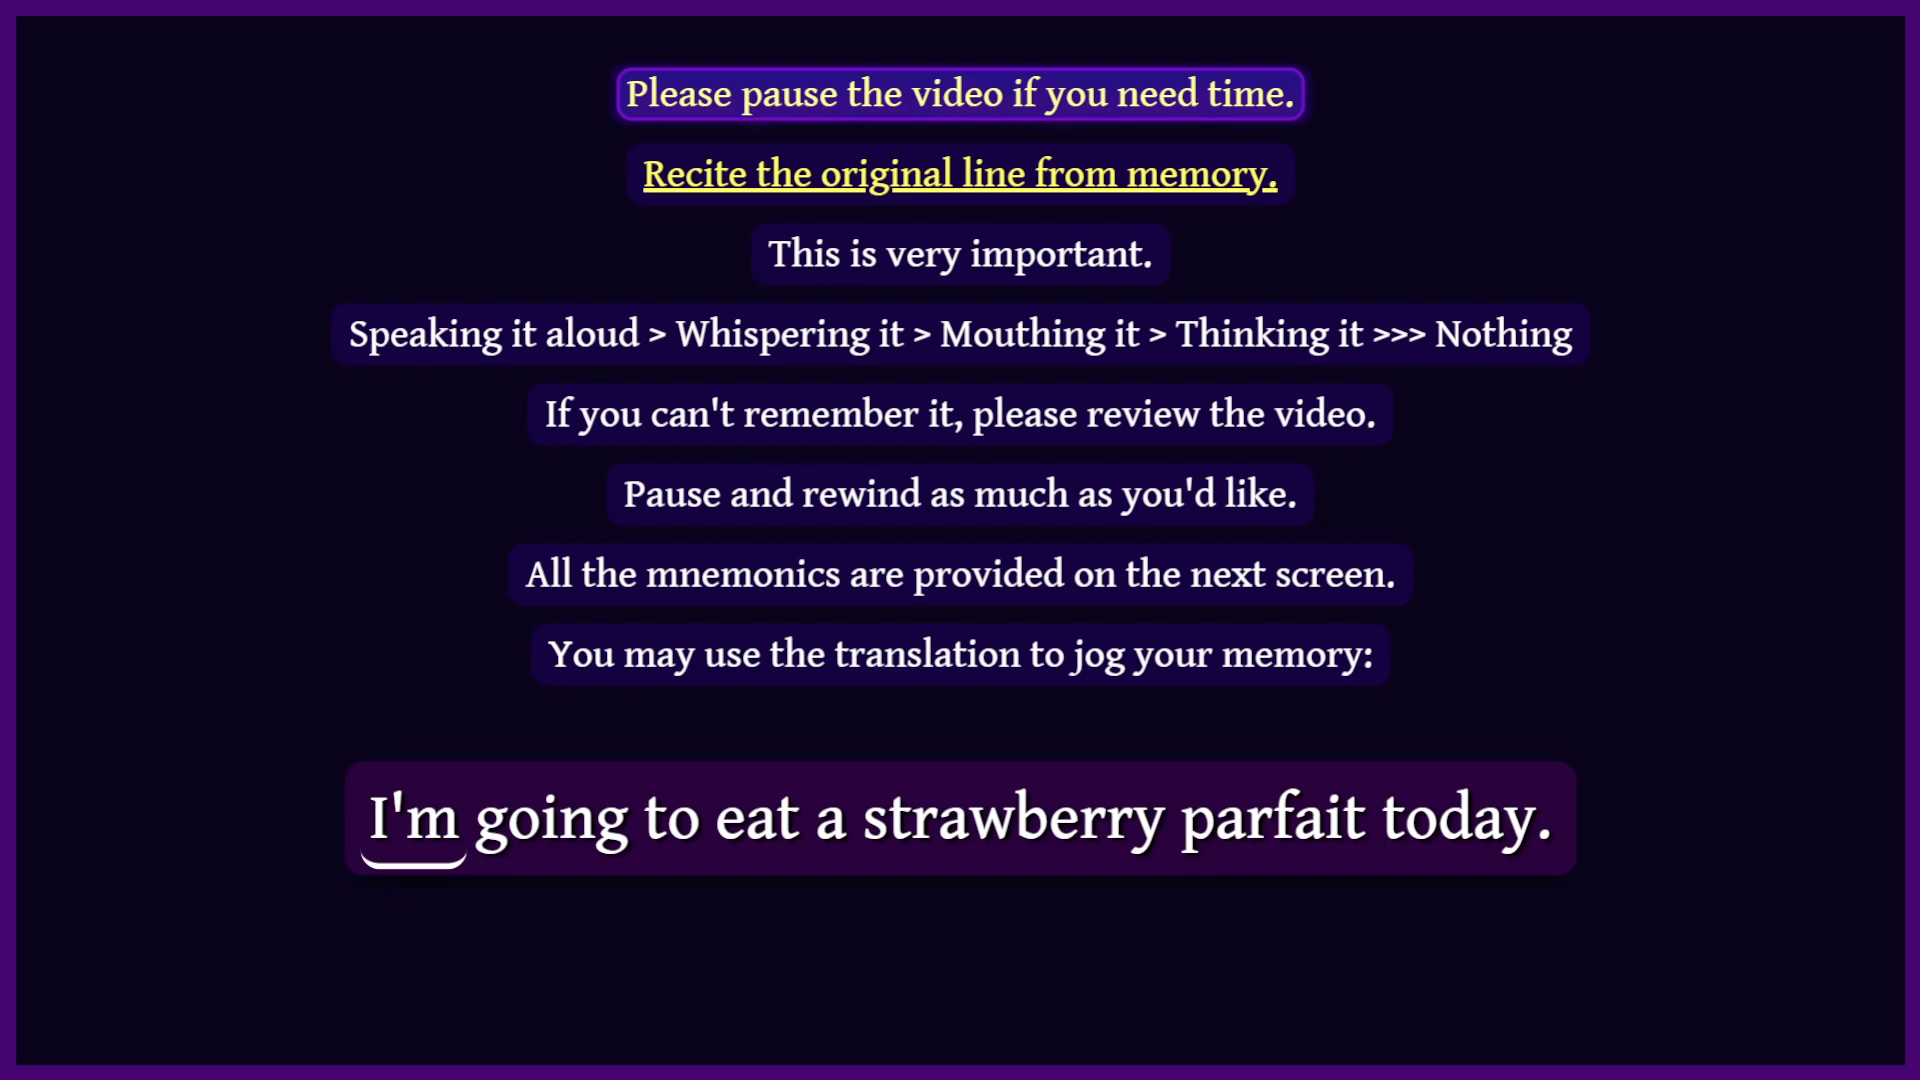 Please pause the video if you need time.
Recite the original line from memory.
This is very important.
Speaking it aloud > Whispering it > Mouthing it > Thinking it >>> Nothing
If you can't remember it, please review the video.
Pause and rewind as much as you'd like.
All the mnemonics are provided on the next screen.
You may use the translation to jog your memory:
I'm going to eat a strawberry parfait today.